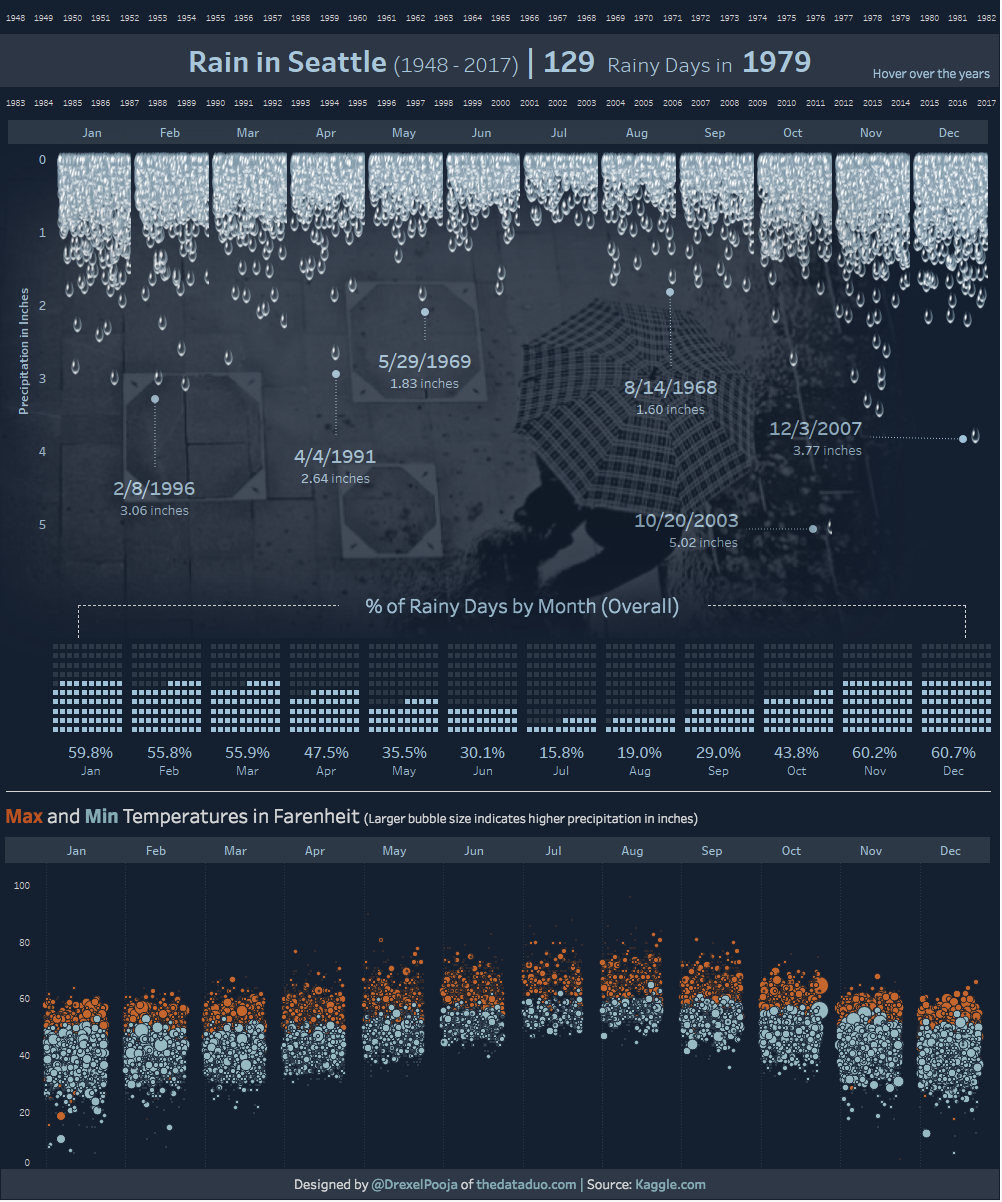 1948 1949 1950 1951 1952 1953 1954 1955 1956 1957 1958 1959 1960 1961 1962 1963 1964 1965 1966 1967 1968 1969 1970 1971 1972 1973 1974 1975 1976 1977 1978 1979 1980 1981 1982
Rain in Seattle (1948 - 2017) | 129 Rainy Days in 1979
Hover over the years
1983 1984 1985 1986 1987 1988 1989 1990 1991 1992 1993 1994 1995 1996 1997 1998 1999 2000 2001 2002 2003 2004 2005 2006 2007 2008 2009 2010 2011 2012 2013 2014 2015 2016 2017
Jan Feb Mar Apr May Jun Jul Aug Sep Oct Nov Dec
Precipitation in Inches
0
1
2
3
4
5
5/29/1969
1.83 inches
8/14/1968
1.60 inches
12/3/2007
3.77 inches
4/4/1991
2.64 inches
2/8/1996
3.06 inches
10/20/2003
5.02 inches
% of Rainy Days by Month (Overall)
59.8% 55.8% 55.9% 47.5% 35.5% 30.1% 15.8% 19.0% 29.0% 43.8% 60.2% 60.7%
Jan Feb Mar Apr May Jun Jul Aug Sep Oct Nov Dec
Max and Min Temperatures in Farenheit (Larger bubble size indicates higher precipitation in inches)
Jan Feb Mar Apr May Jun Jul Aug Sep Oct Nov Dec
100
80
60
40
20
0
Designed by @DrexelPooja of thedataduo.com | Source: Kaggle.com